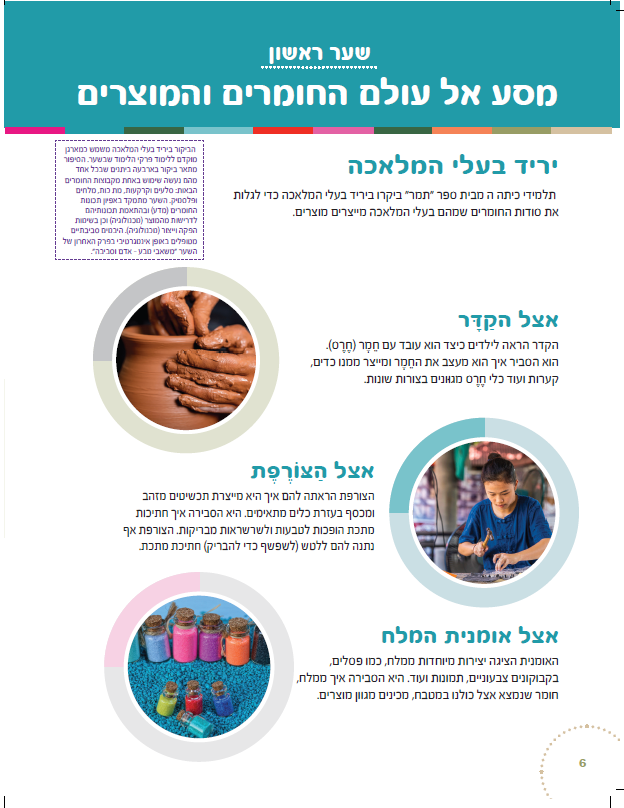 שער ראשון
מסע אל עולם החומרים והמוצרים
יריד בעלי המלאכה
תלמידי כיתה ה מבית ספר "תמר" ביקרו ביריד בעלי המלאכה כדי לגלות
את סודות החומרים שמהם בעלי המלאכה מייצרים מוצרים.
הביקור ביריד בעלי המלאכה משמש כמארגן
מוקדם ללימוד פרקי הלימוד שבשער. הסיפור
מתאר ביקור בארבעה ביתנים שבכל אחד
מהם נעשה שימוש באחת מקבוצות החומרים
הבאות: סלעים וקרקעות, מתכות, מלחים
ופלסטיק. השער מתמקד באפיון תכונות
החומרים (מדע) ובהתאמת תכונותיהם
לדרישות מהמוצר (טכנולוגיה) וכן בשיטות
הפקה וייצור (טכנולוגיה). היבטים סביבתיים
מטופלים באופן אינטגרטיבי בפרק האחרון של
השער "משאבי טבע - אדם וסביבה".
אצל הקַדָּר
הקדר הראה לילדים כיצד הוא עובד עם חֵמָר (חֶרֶס).
הוא הסביר איך הוא מעצב את החֵמָר ומייצר ממנו כדים,
קערות ועוד כלי חֶרֶס מגוּונים בצורות שונות.
אצל הַצּוֹרֶפֶת
הצורפת הראתה להם איך היא מייצרת תכשיטים מזהב
ומכסף בעזרת כלים מתאימים. היא הסבירה איך חתיכות
מתכת הופכות לטבעות ולשרשראות מבריקות. הצורפת אף
נתנה להם ללטש (לשפשף כדי להבריק) חתיכת מתכת.
אצל אומנית המלח
האומנית הציגה יצירות מיוחדות ממלח, כמו פסלים,
בקבוקונים צבעוניים, תמונות ועוד. היא הסבירה איך ממלח,
חומר שנמצא אצל כולנו במטבח, מכינים מגוון מוצרים.
6